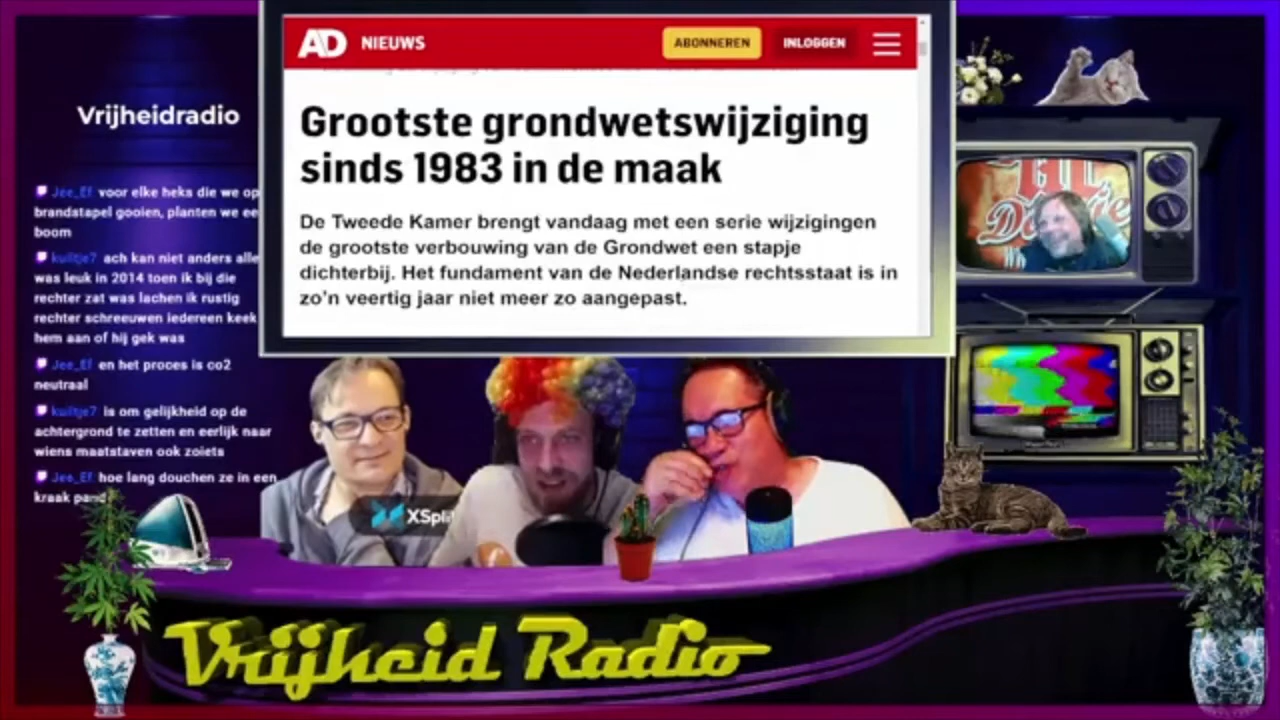 AD NIEUWS ABONNEREN INLOGGEN
Grootste grondwetswijziging
sinds 1983 in de maak
De Tweede Kamer brengt vandaag met een serie wijzigingen
de grootste verbouwing van de Grondwet een stapje
dichterbij. Het fundament van de Nederlandse rechtsstaat is in
zo'n veertig jaar niet meer zo aangepast.
Vrijheidradio
Jee_Ef voor elke heks die we op
brandstapel gooien, planten we ee
boom
kuiltje7 ach kan niet anders alle
was leuk in 2014 toen ik bij die
rechter zat was lachen ik rustig
rechter schreeuwen iedereen keek
hem aan of hij gek was
Jee_Ef en het proces is co2
neutraal
kuiltje7 is om gelijkheid op de
achtergrond te zetten en eerlijk naar
wiens maatstaven ook zoiets
Jee_Ef hoe lang douchen ze in een
kraak pand
XSplit
Vrijheid Radio